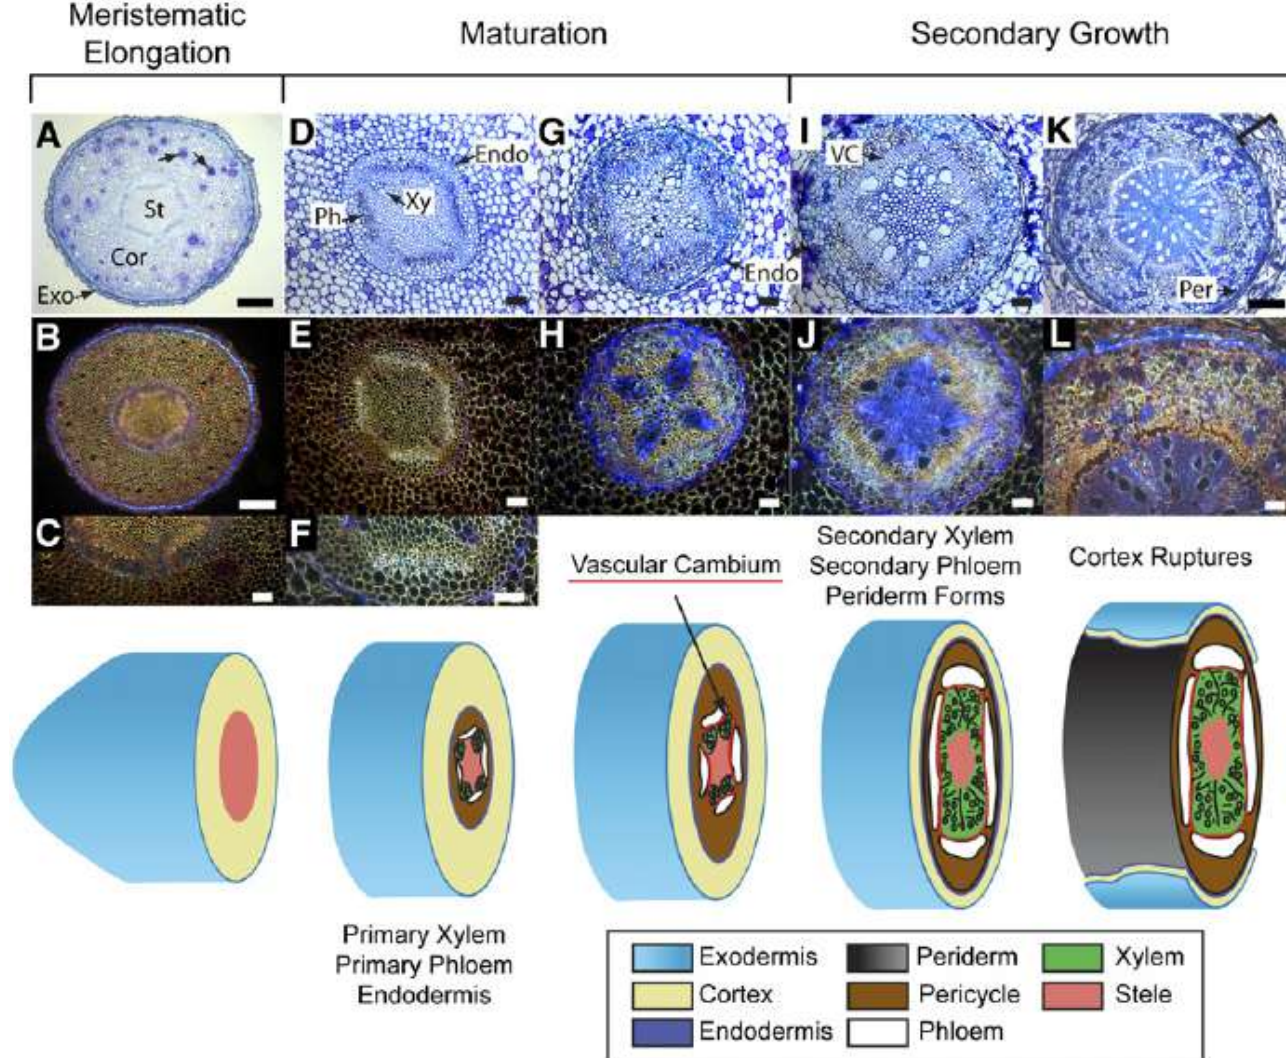 Meristematic
Elongation
Maturation
Secondary Growth
A
St
Cor
Exo
D
Endo
Ph
Xy
G
Endo
I
VC
K
Per
B
E
H
J
L
C
F
Vascular Cambium
Secondary Xylem
Secondary Phloem
Periderm Forms
Cortex Ruptures
Primary Xylem
Primary Phloem
Endodermis
Exodermis
Periderm
Xylem
Cortex
Pericycle
Stele
Endodermis
Phloem